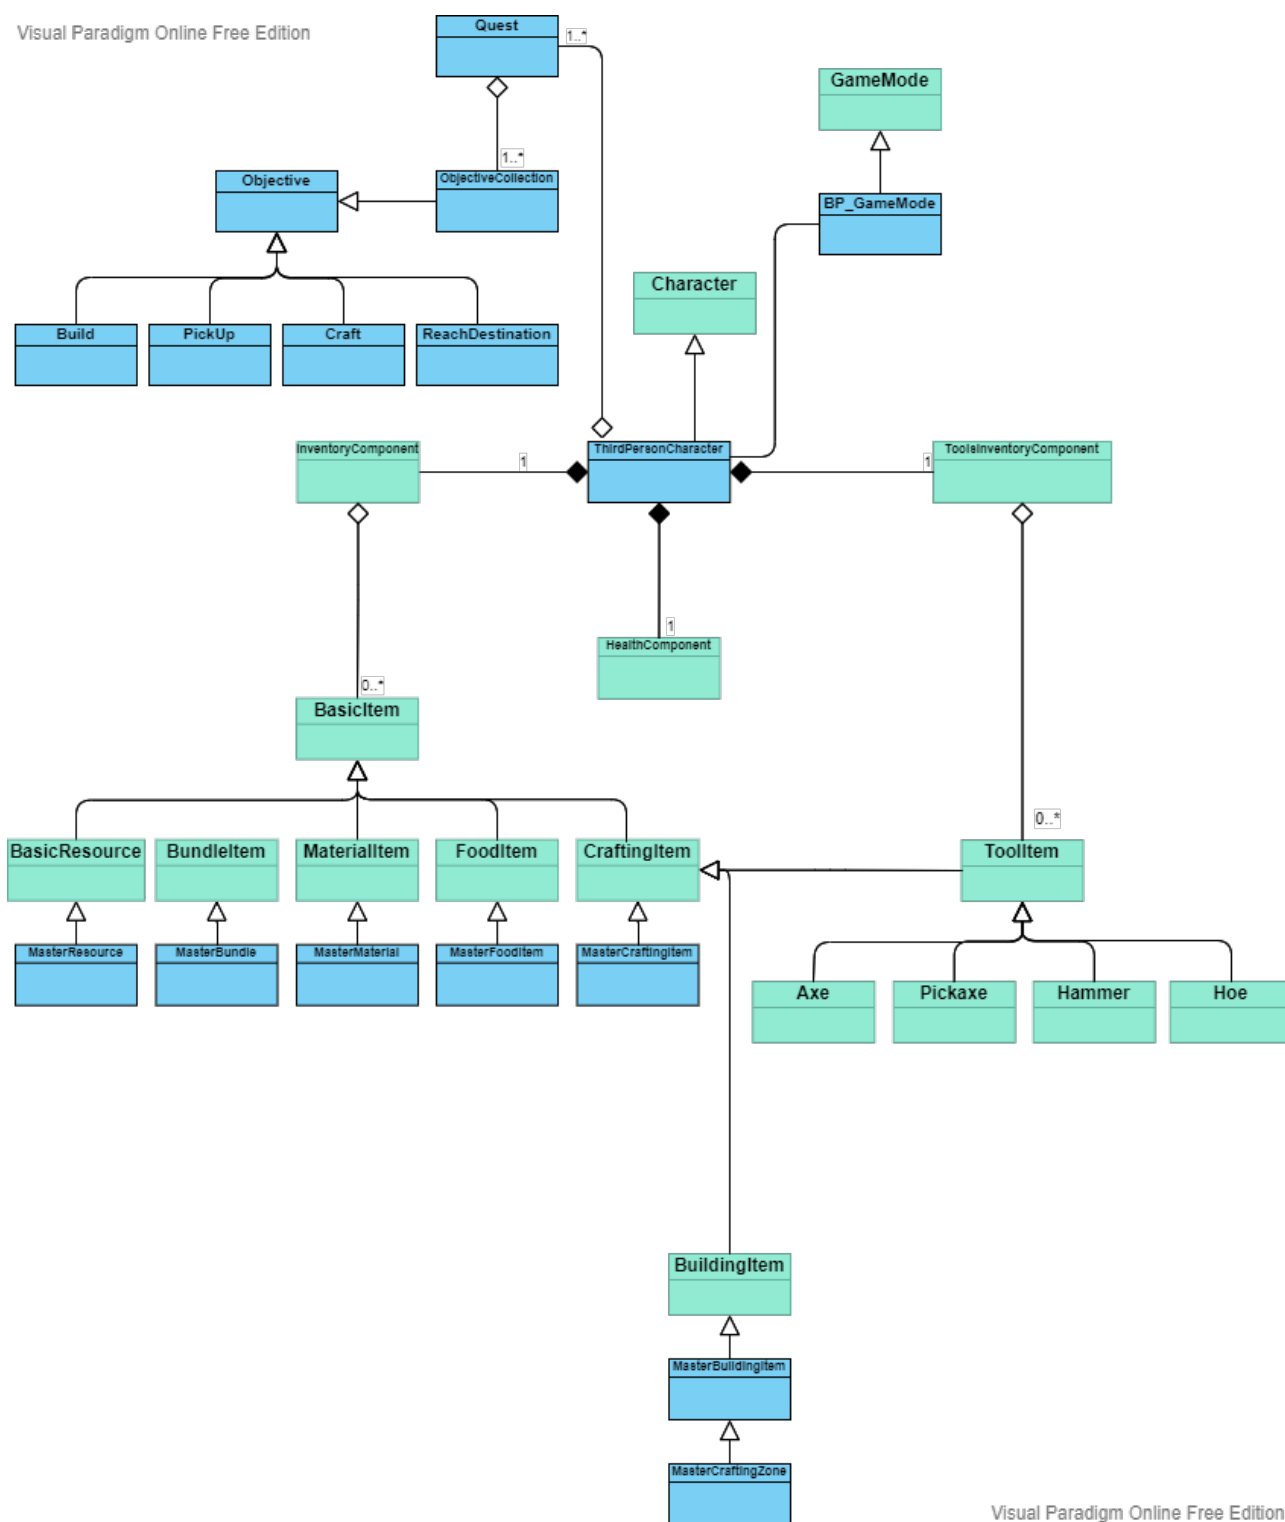 Visual Paradigm Online Free Edition
Quest
1..*
GameMode
1..*
Objective
ObjectiveCollection
BP_GameMode
Character
Build
PickUp
Craft
ReachDestination
InventoryComponent
1
ThirdPersonCharacter
1
ToolsInventoryComponent
1
HealthComponent
0..*
BasicItem
0..*
BasicResource
BundleItem
MaterialItem
FoodItem
CraftingItem
ToolItem
MasterResource
MasterBundle
MasterMaterial
MasterFoodItem
MasterCraftingItem
Axe
Pickaxe
Hammer
Hoe
BuildingItem
MasterBuildingItem
MasterCraftingZone
Visual Paradigm Online Free Edition